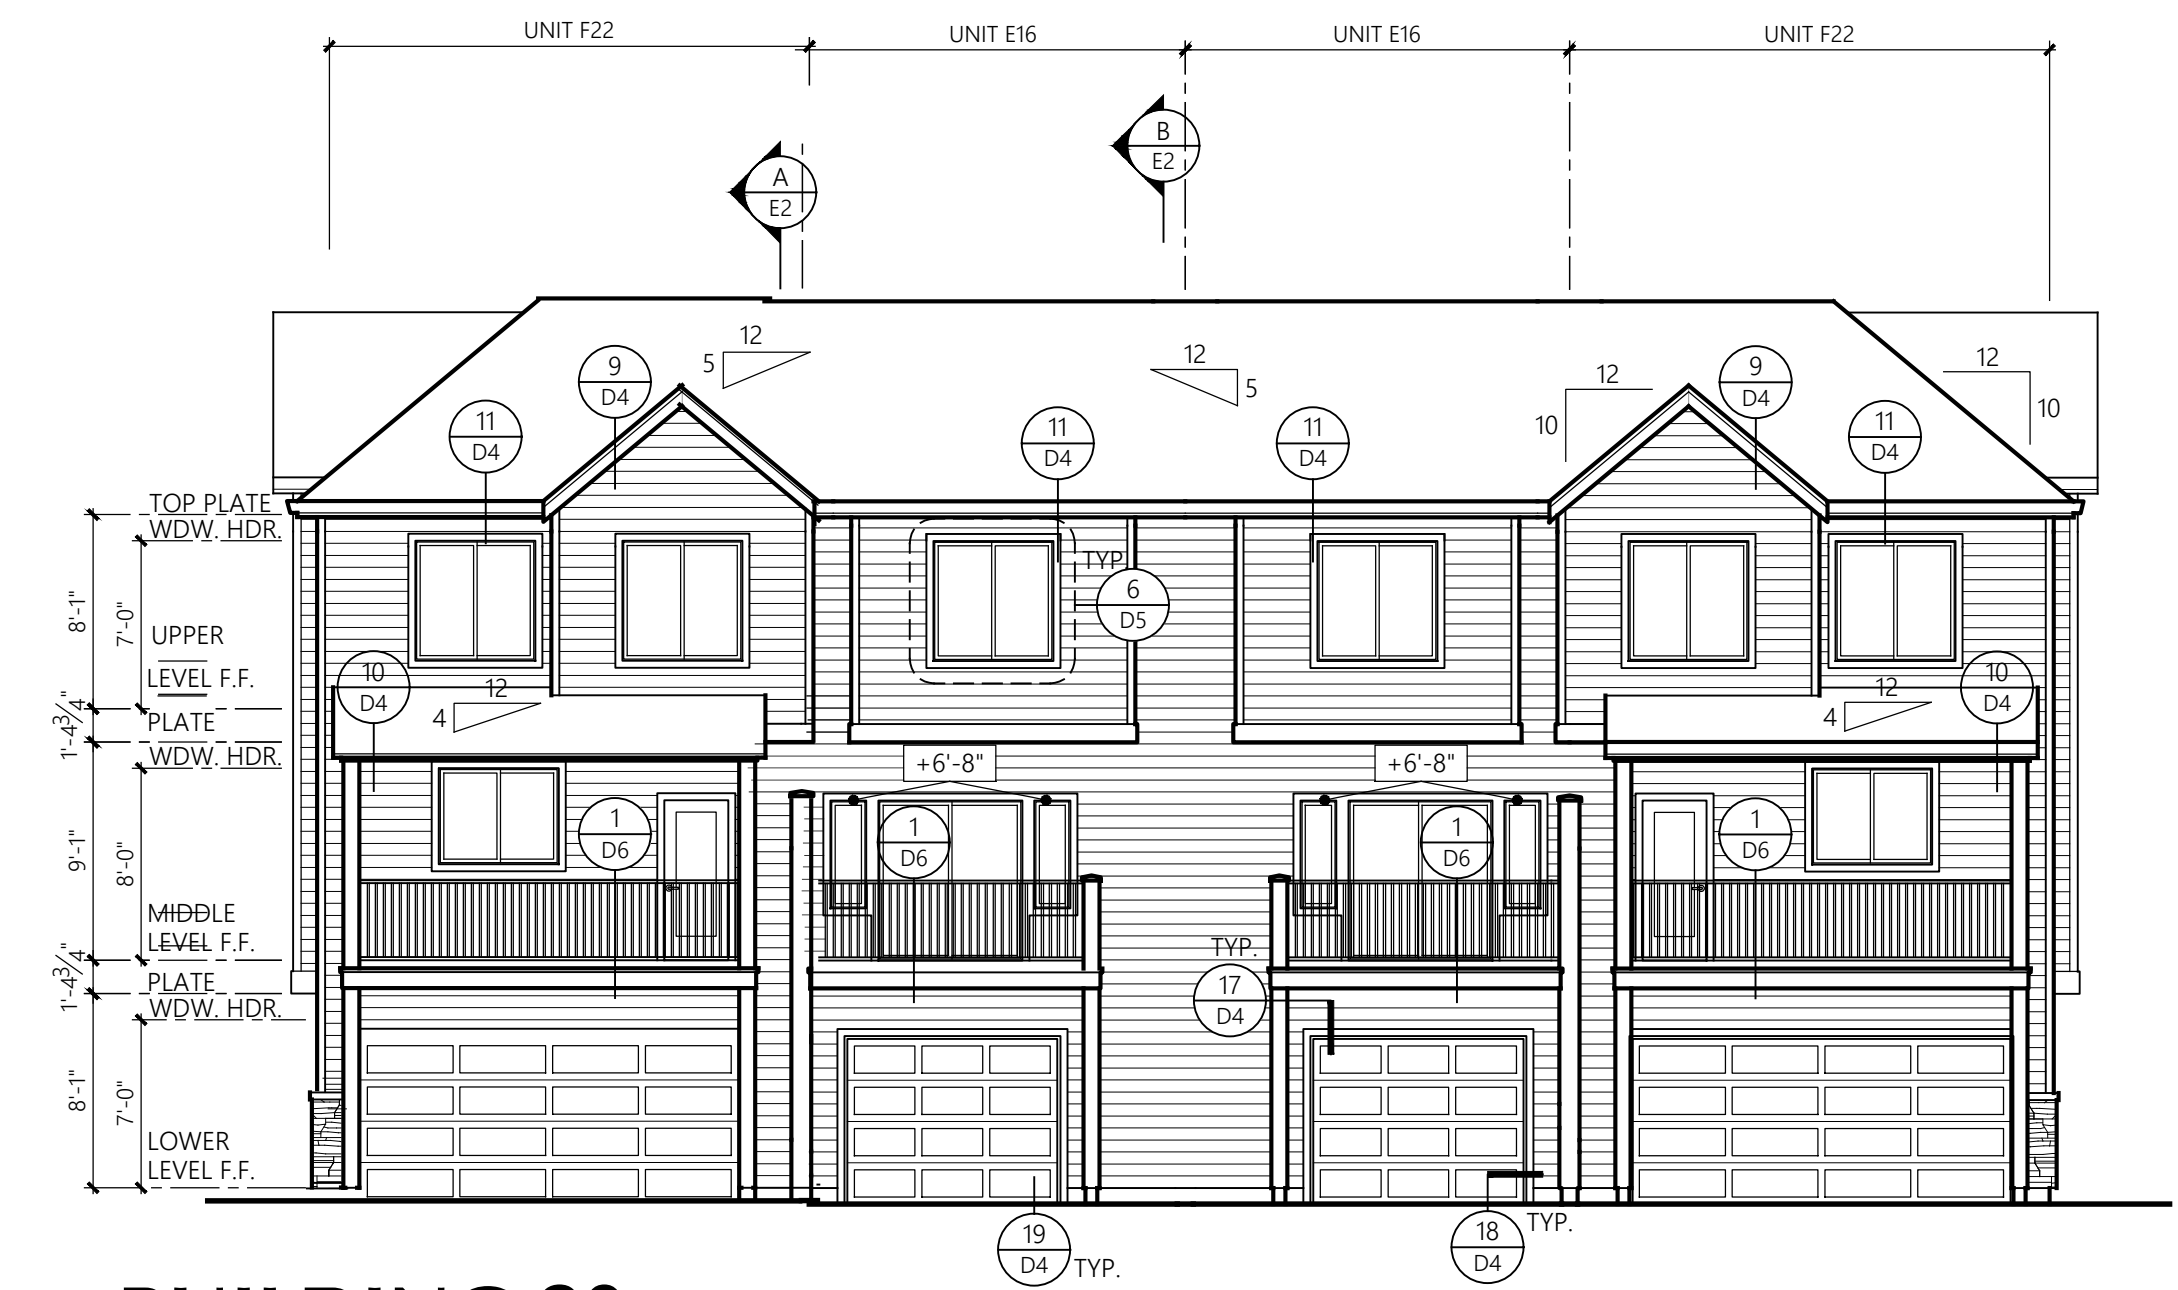 UNIT F22
UNIT E16
UNIT E16
UNIT F22
B
E2
A
E2
12
5
12
5
12
10
12
10
9
D4
9
D4
11
D4
11
D4
11
D4
11
D4
TOP PLATE
WDW. HDR.
TYP.
6
D5
8'-1"
7'-0"
UPPER
LEVEL F.F.
10
D4
12
4
10
D4
12
4
1'-4 3/4"
PLATE
WDW. HDR.
+6'-8"
+6'-8"
1
D6
1
D6
1
D6
1
D6
9'-1"
8'-0"
MIDDLE
LEVEL F.F.
TYP.
17
D4
1'-4 3/4"
PLATE
WDW. HDR.
8'-1"
7'-0"
LOWER
LEVEL F.F.
19
D4
TYP.
18
D4
TYP.